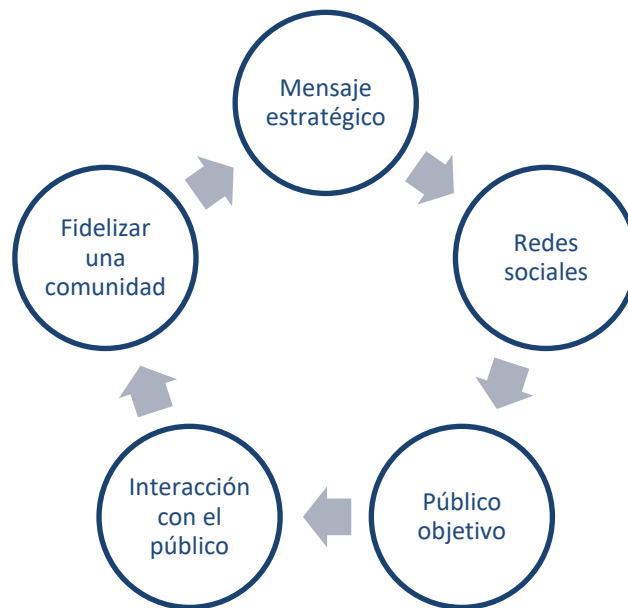 Mensaje
estratégico
Redes
sociales
Público
objetivo
Interacción
con el
público
Fidelizar
una
comunidad